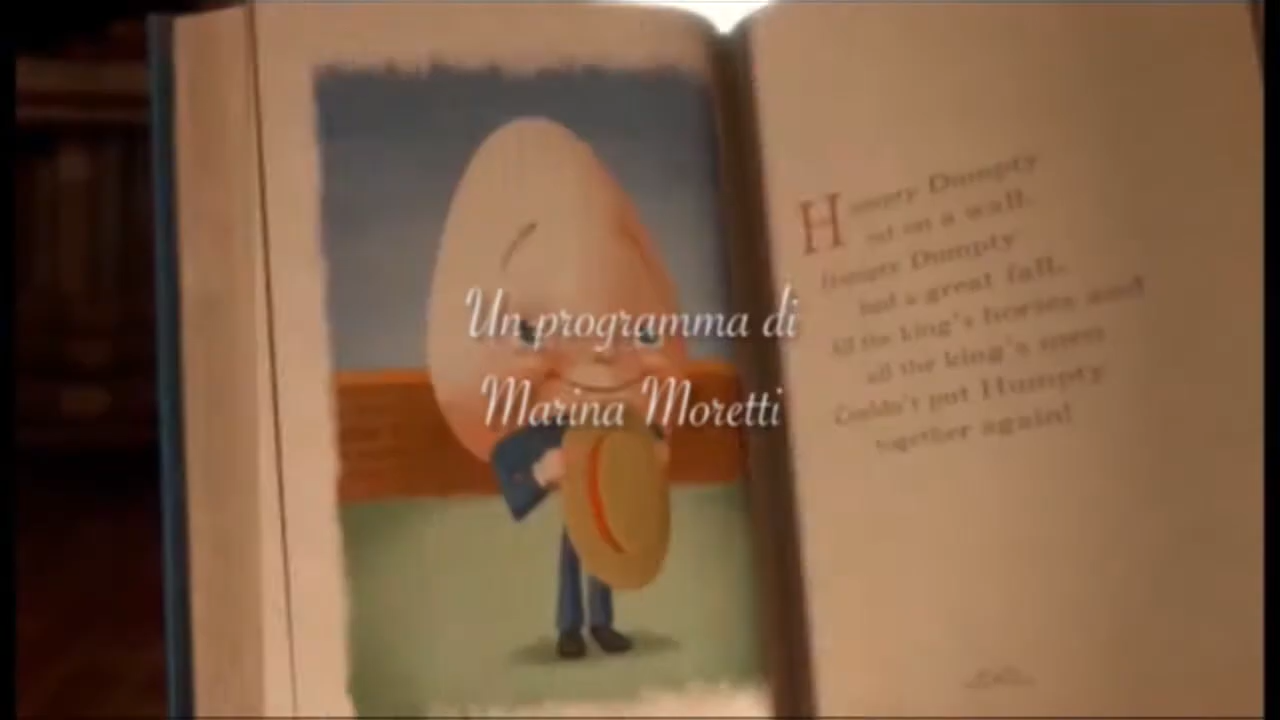 Un programma di
Marina Moretti
Humpty Dumpty
sat on a wall.
Humpty Dumpty
had a great fall.
All the king's horses and
all the king's men
Couldn't put Humpty
together again!